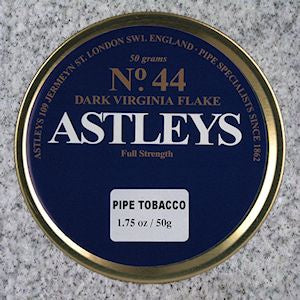 ASTLEYS 109 JERMEYN ST. LONDON SW1. ENGLAND · PIPE SPECIALISTS SINCE 1862
50 grams
Nº 44
DARK VIRGINIA FLAKE
ASTLEYS
Full Strength
PIPE TOBACCO
1.75 oz / 50g